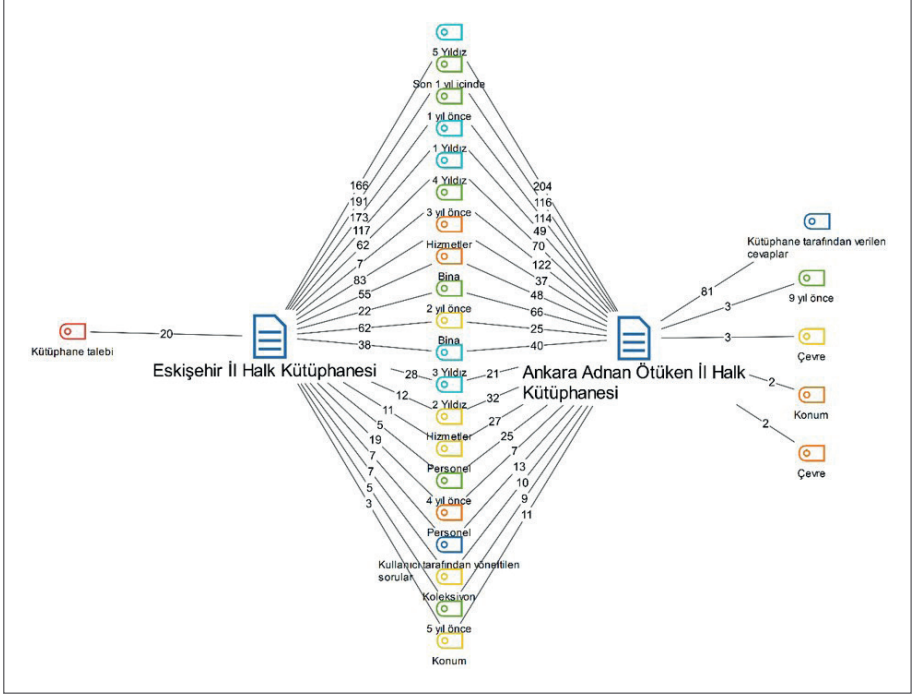 5 Yıldız
Son 1 yıl içinde
1 yıl önce
1 Yıldız
4 Yıldız
3 yıl önce
Hizmetler
Bina
2 yıl önce
Bina
3 Yıldız
2 Yıldız
Hizmetler
Personel
4 yıl önce
Personel
Kullanıcı tarafından yöneltilen
sorular
Koleksiyon
5 yıl önce
Konum
166
191
173
117
62
7
83
55
22
62
38
28
12
11
5
19
7
7
5
3
204
116
114
49
70
122
37
48
66
25
40
21
32
27
25
7
13
10
9
11
Kütüphane talebi
20
Eskişehir İl Halk Kütüphanesi
Ankara Adnan Ötüken İl Halk
Kütüphanesi
81
3
3
2
2
Kütüphane tarafından verilen
cevaplar
9 yıl önce
Çevre
Konum
Çevre